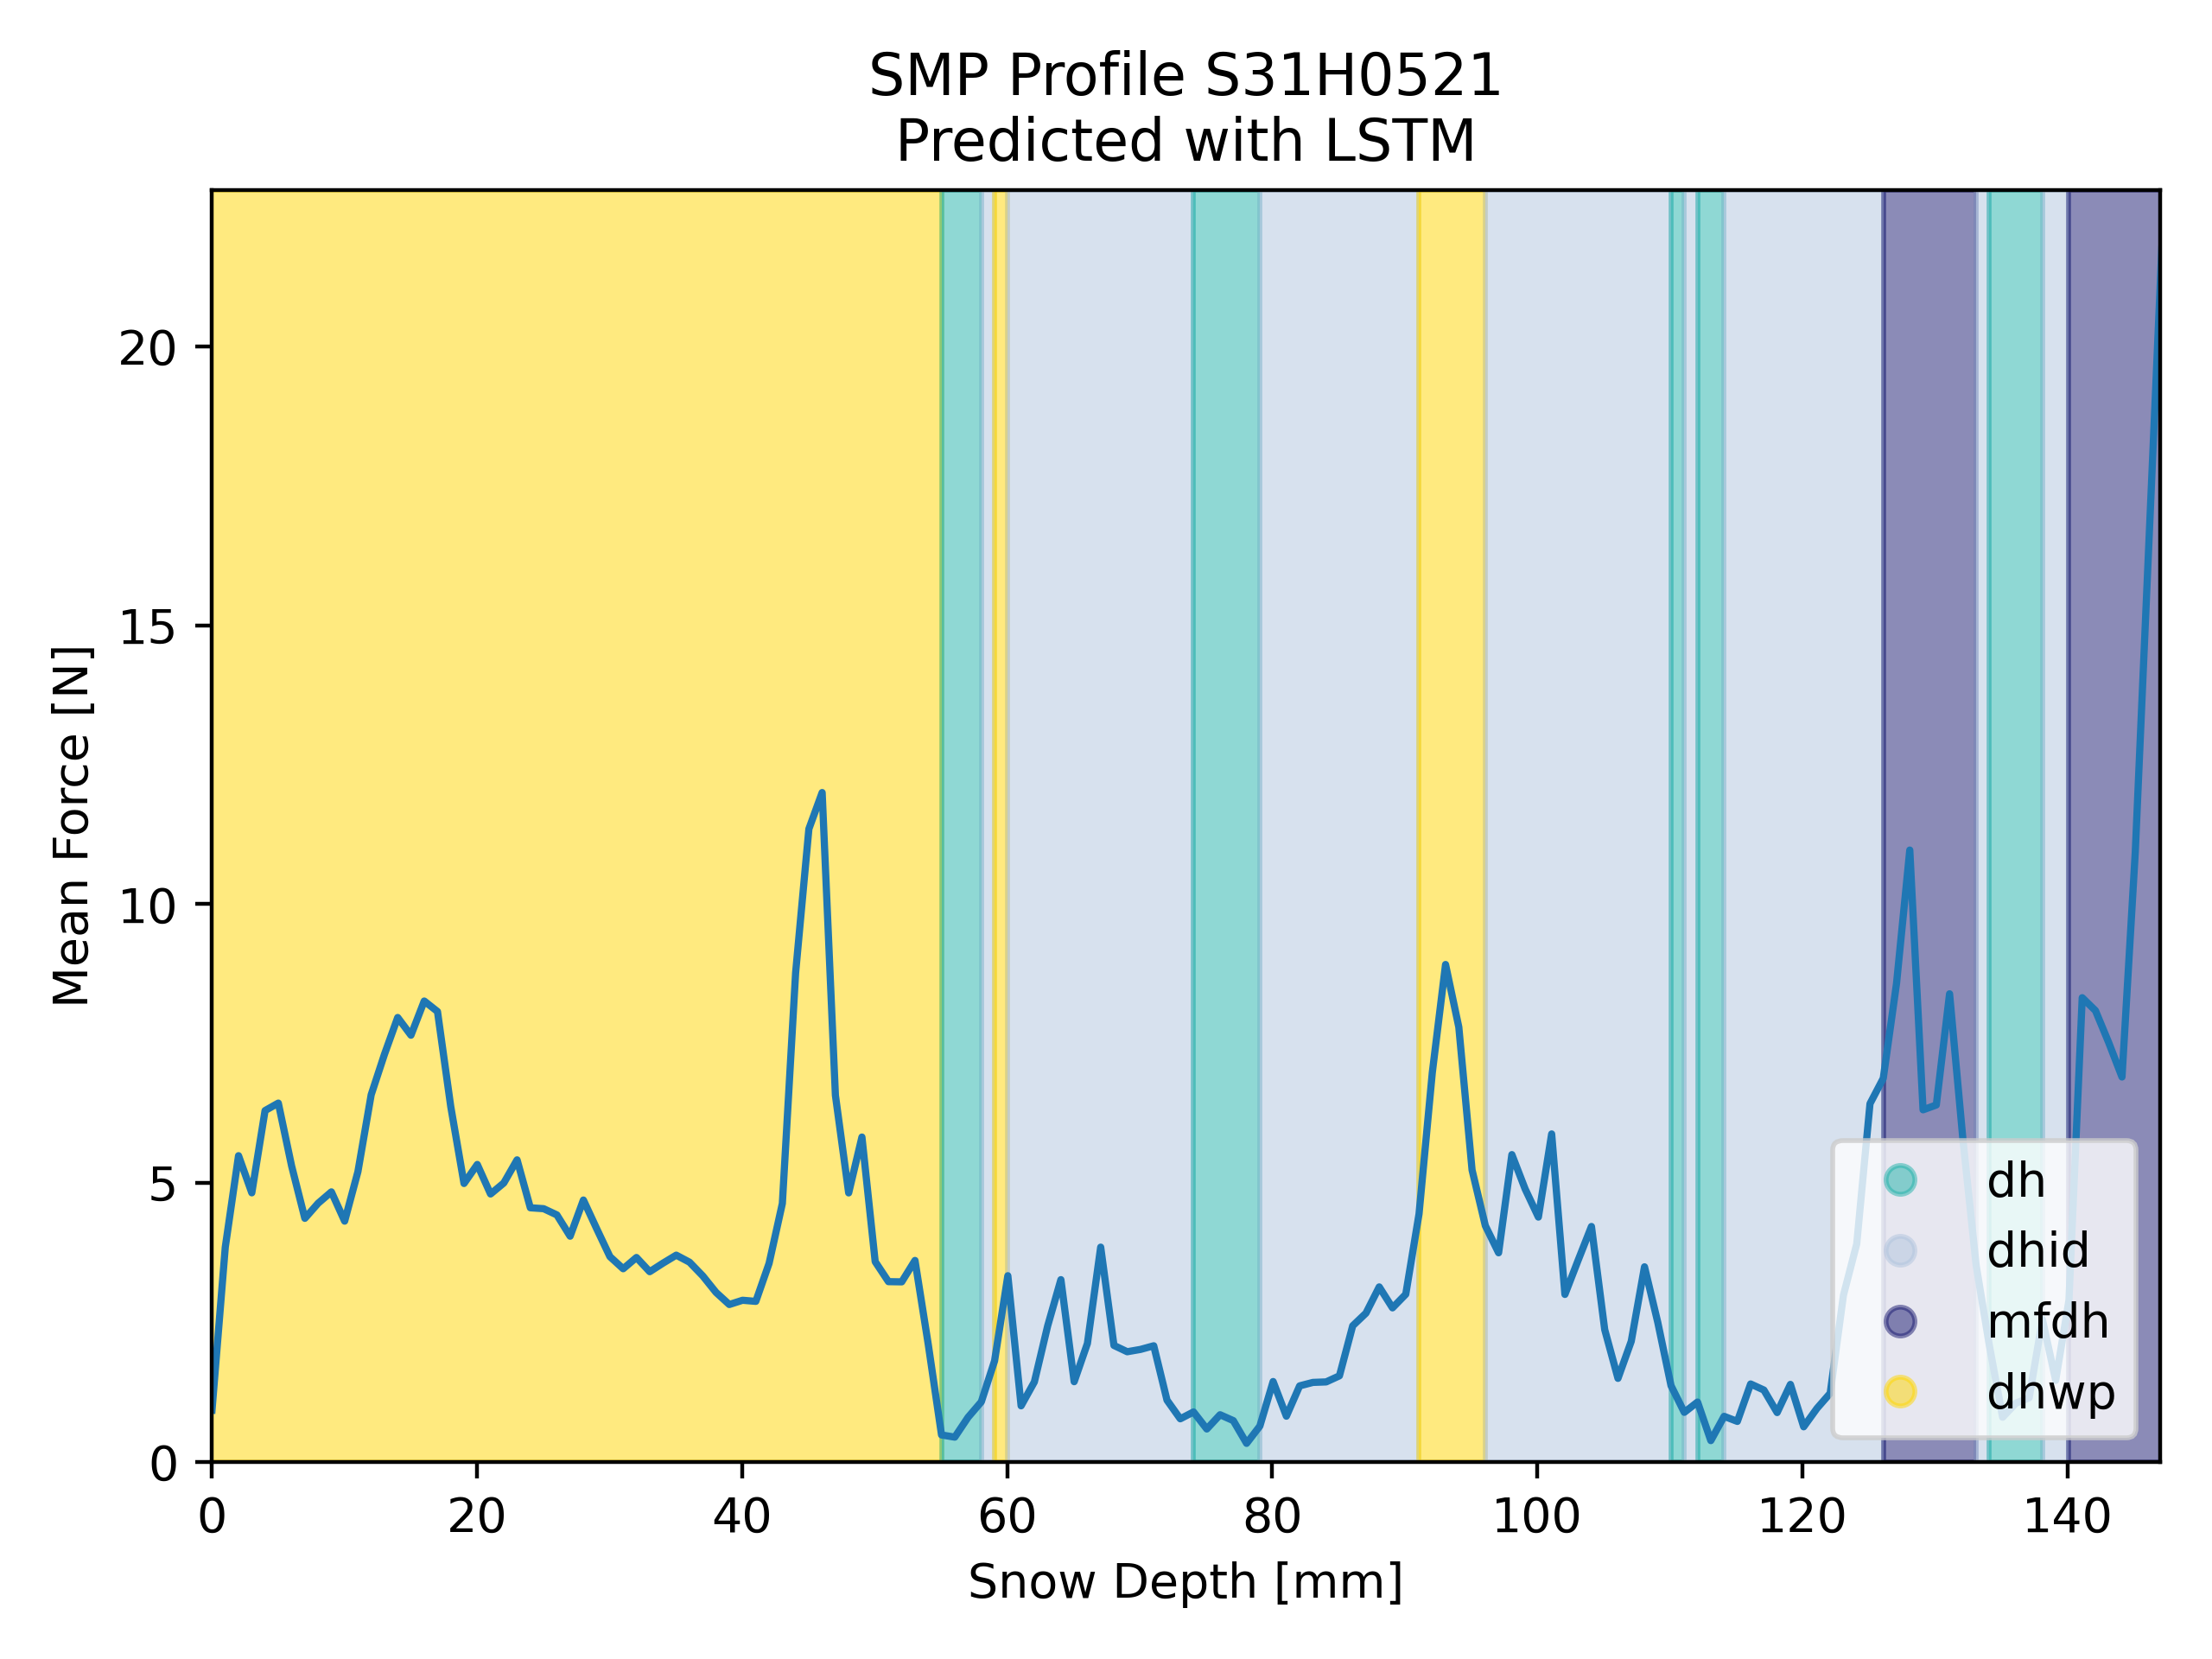 SMP Profile S31H0521
Predicted with LSTM
Mean Force [N]
20
15
10
5
0
dh
dhid
mfdh
dhwp
0 20 40 60 80 100 120 140
Snow Depth [mm]